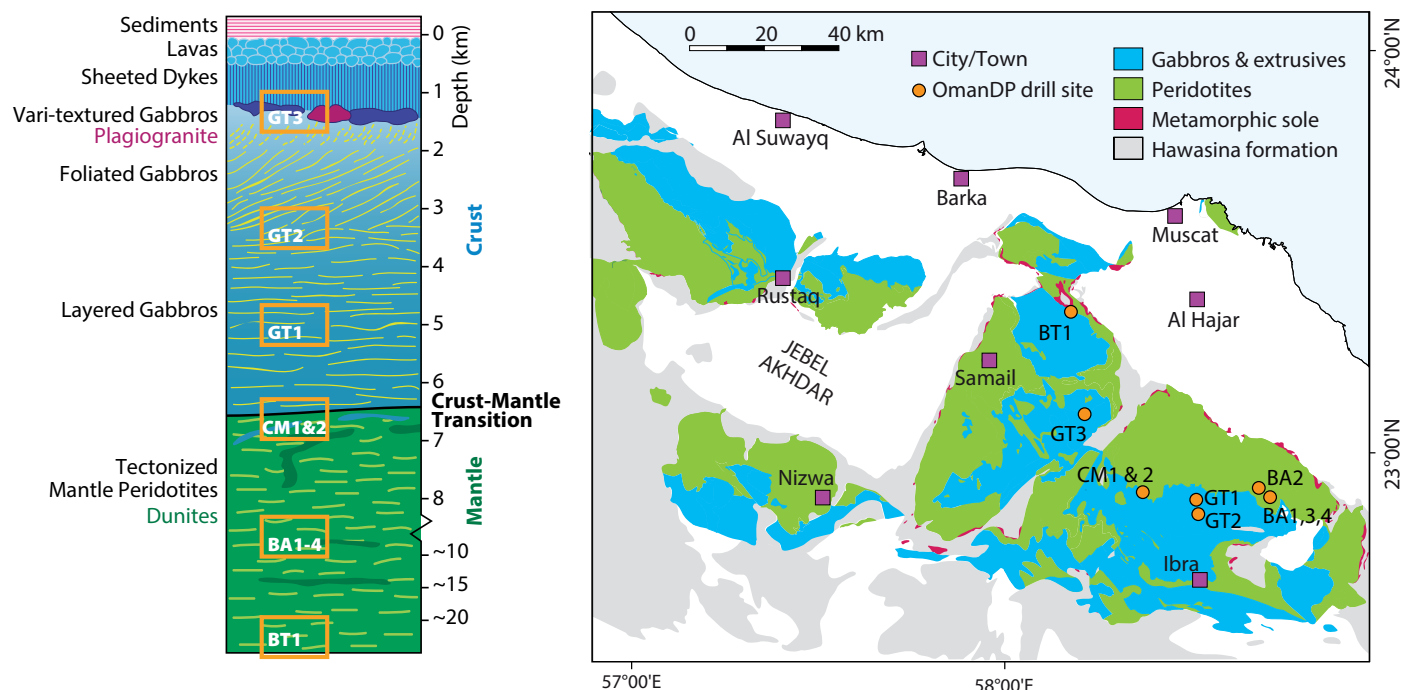 Sediments
Lavas
Sheeted Dykes
Vari-textured Gabbros
Plagiogranite
Foliated Gabbros
Layered Gabbros
Tectonized
Mantle Peridotites
Dunites
GT3
GT2
GT1
CM1&2
BA1-4
BT1
0
1
2
3
4
5
6
7
8
~10
~15
~20
Depth (km)
Crust
Crust-Mantle
Transition
Mantle
0 20 40 km
City/Town
OmanDP drill site
Gabbros & extrusives
Peridotites
Metamorphic sole
Hawasina formation
Al Suwayq
Barka
Muscat
Rustaq
Al Hajar
BT1
JEBEL
AKHDAR
Samail
GT3
CM1 & 2
GT1
GT2
BA2
BA1,3,4
Nizwa
Ibra
24°00'N
23°00'N
57°00'E
58°00'E